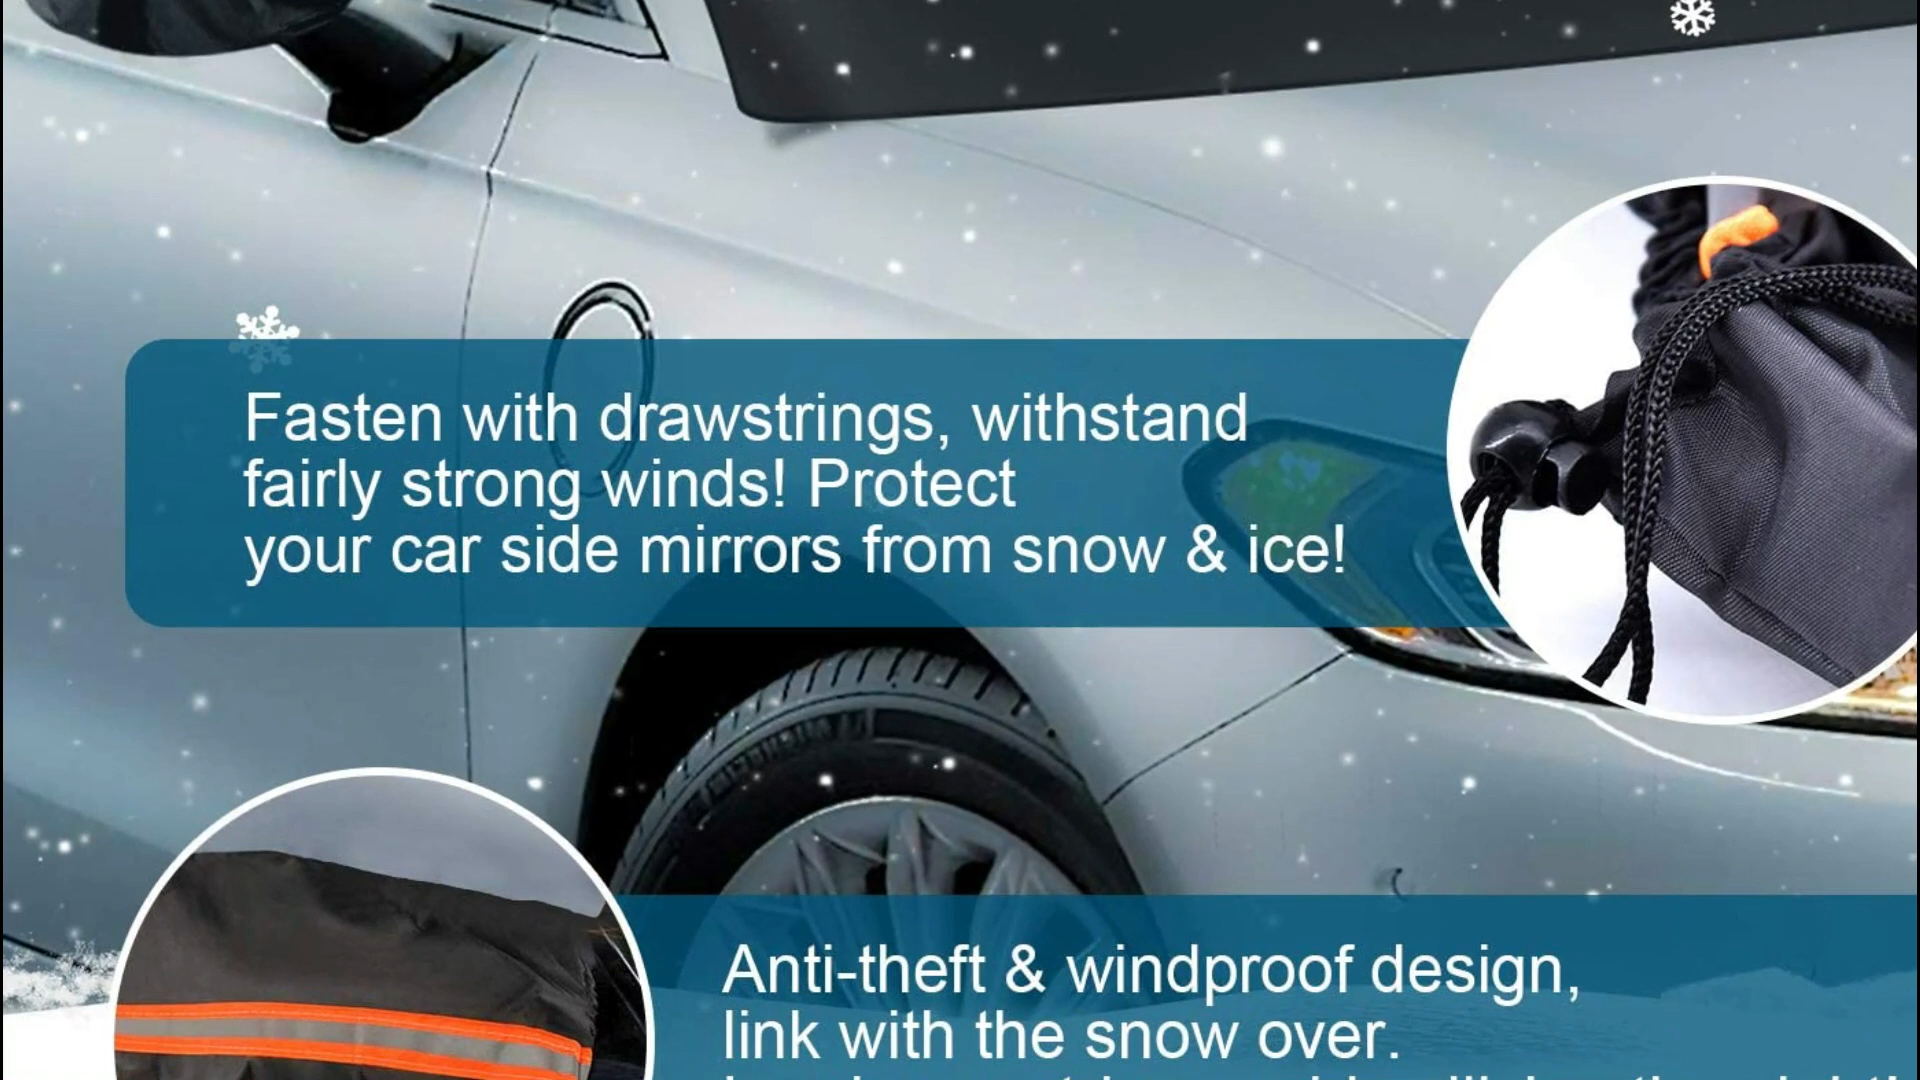 Fasten with drawstrings, withstand
fairly strong winds! Protect
your car side mirrors from snow & ice!
Anti-theft & windproof design,
link with the snow over.